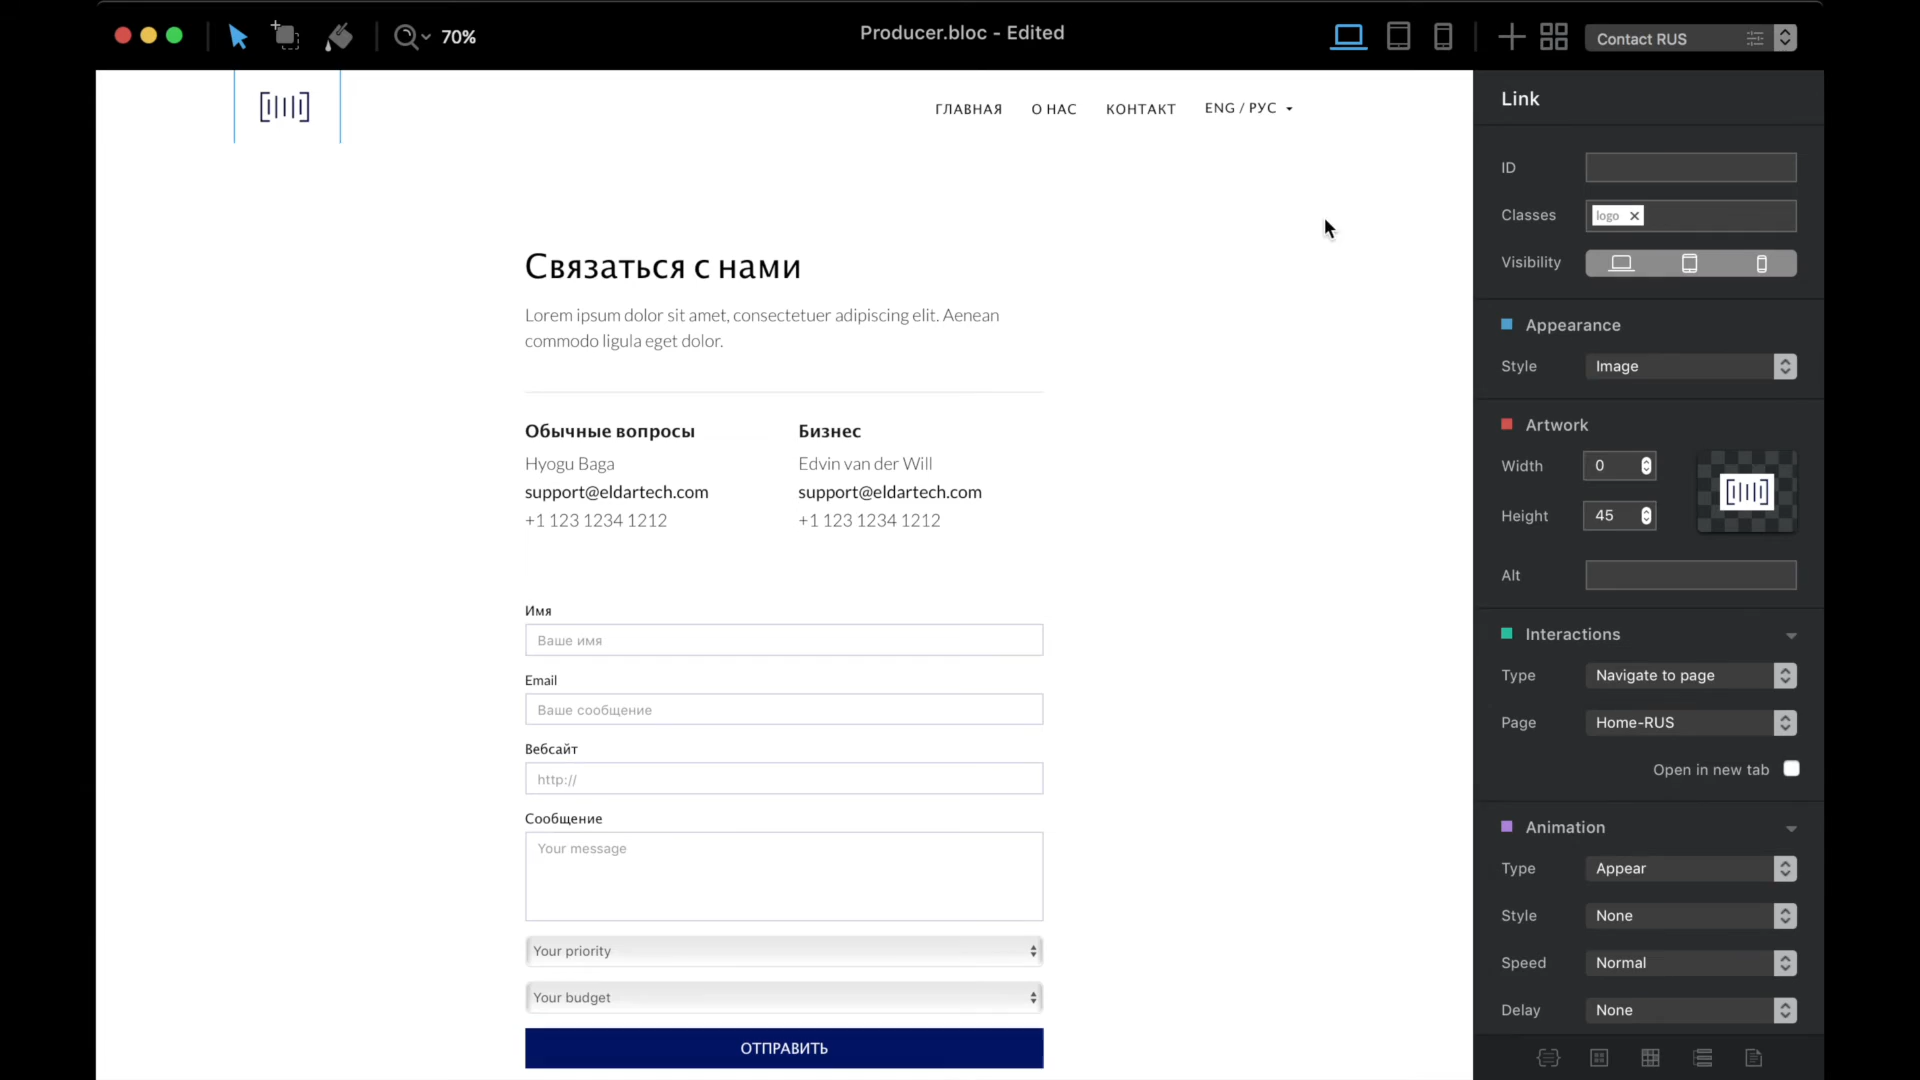 70%
Producer.bloc - Edited
Contact RUS
ГЛАВНАЯ О НАС КОНТАКТ ENG / РУС
Связаться с нами
Lorem ipsum dolor sit amet, consectetuer adipiscing elit. Aenean
commodo ligula eget dolor.
Обычные вопросы
Hyogu Baga
support@eldartech.com
+1 123 1234 1212
Бизнес
Edvin van der Will
support@eldartech.com
+1 123 1234 1212
Имя
Ваше имя
Email
Ваше сообщение
Вебсайт
http://
Сообщение
Your message
Your priority
Your budget
ОТПРАВИТЬ
Link
ID
Classes logo
Visibility
Appearance
Style Image
Artwork
Width 0
Height 45
Alt
Interactions
Type Navigate to page
Page Home-RUS
Open in new tab
Animation
Type Appear
Style None
Speed Normal
Delay None